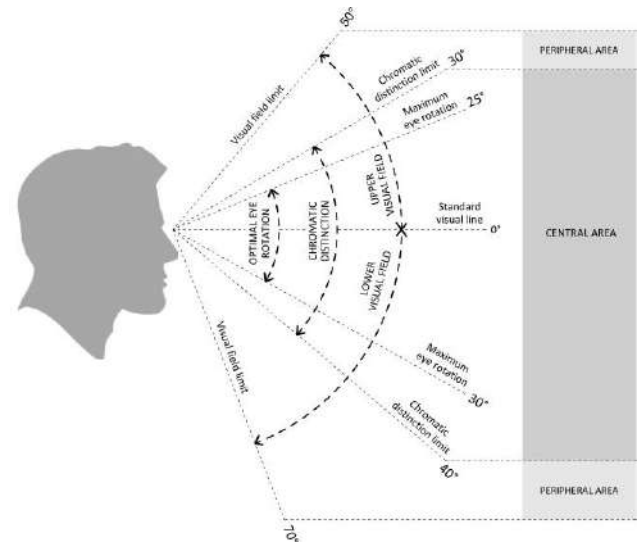 50°
PERIPHERAL AREA
Chromatic
distinction limit
30°
Maximum
eye rotation
25°
Visual field limit
UPPER
VISUAL FIELD
Standard
visual line
0°
OPTIMAL EYE
ROTATION
CHROMATIC
DISTINCTION
CENTRAL AREA
LOWER
VISUAL FIELD
Visual field limit
Maximum
eye rotation
30°
Chromatic
distinction limit
40°
PERIPHERAL AREA
70°